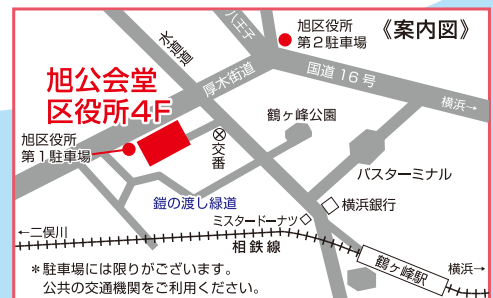 《案内図》
八王子
水道道
旭区役所
第2駐車場
厚木街道
国道16号
横浜→
旭公会堂
区役所4F
旭区役所
第1駐車場
交番
鶴ヶ峰公園
バスターミナル
鎧の渡し緑道
横浜銀行
ミスタードーナツ
←二俣川
相鉄線
鶴ヶ峰駅
横浜→
＊駐車場には限りがございます。
公共の交通機関をご利用ください。